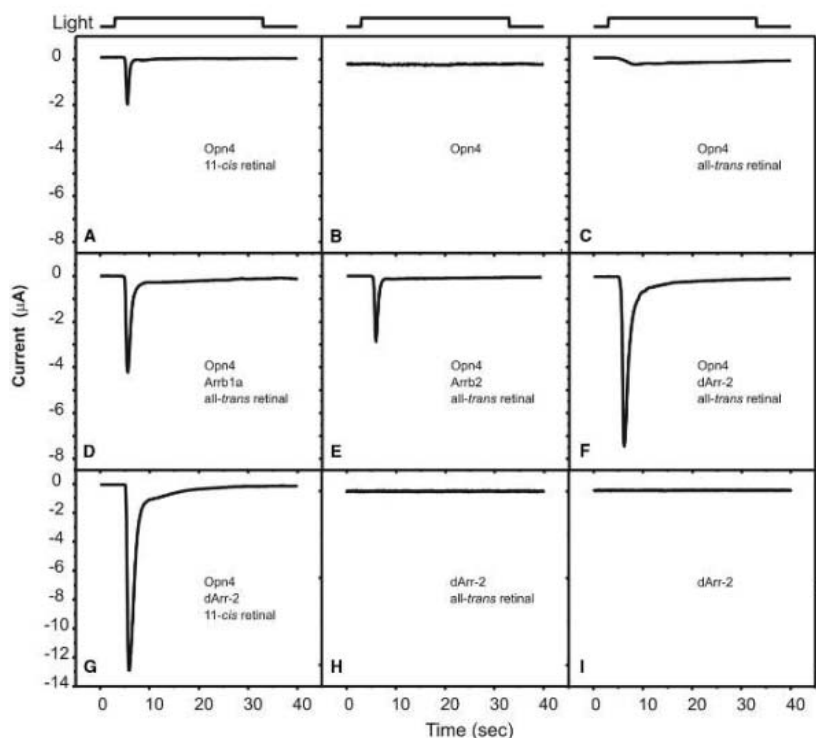 Light
0
-2
-4
-6
-8
Opn4
11-cis retinal
A
Opn4
B
Opn4
all-trans retinal
C
Current (µA)
0
-2
-4
-6
-8
Opn4
Arrb1a
all-trans retinal
D
Opn4
Arrb2
all-trans retinal
E
Opn4
dArr-2
all-trans retinal
F
0
-2
-4
-6
-8
-10
-12
-14
Opn4
dArr-2
11-cis retinal
G
dArr-2
all-trans retinal
H
dArr-2
I
0 10 20 30 40 0 10 20 30 40 0 10 20 30 40
Time (sec)